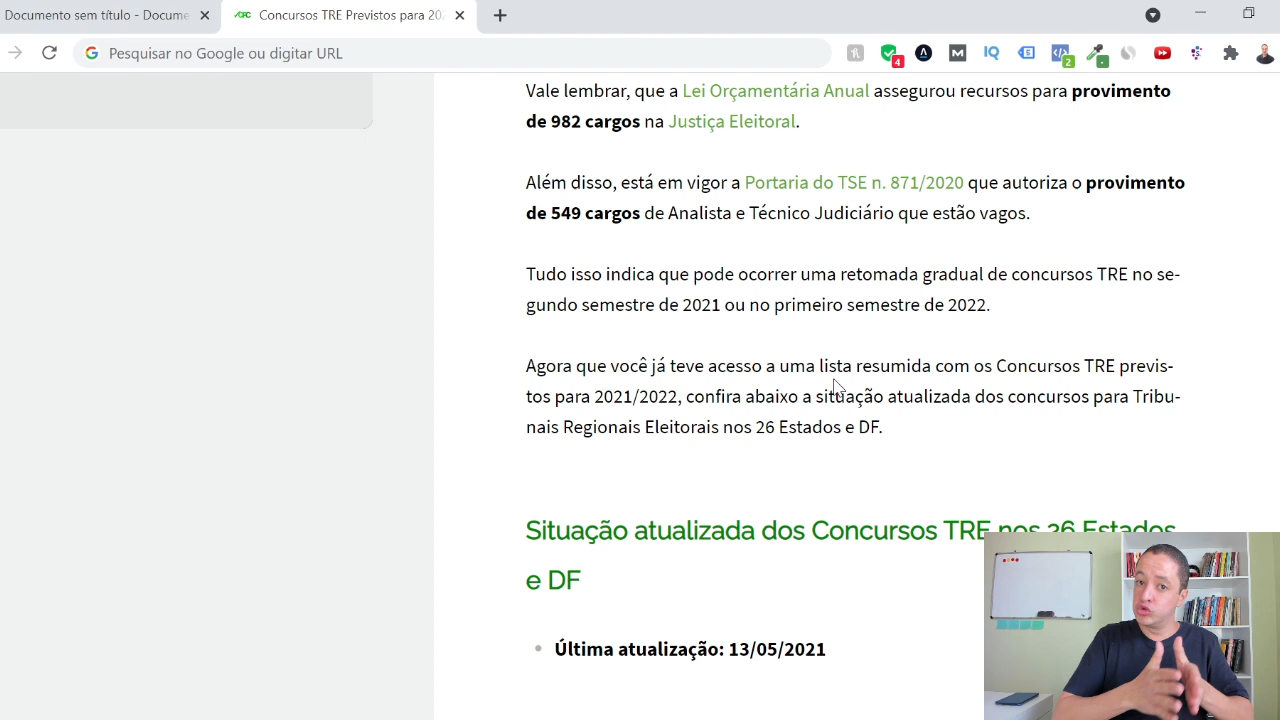 Documento sem título - Docume
Concursos TRE Previstos para 202
Pesquisar no Google ou digitar URL
4
IQ
2
Vale lembrar, que a Lei Orçamentária Anual assegurou recursos para provimento
de 982 cargos na Justiça Eleitoral.
Além disso, está em vigor a Portaria do TSE n. 871/2020 que autoriza o provimento
de 549 cargos de Analista e Técnico Judiciário que estão vagos.
Tudo isso indica que pode ocorrer uma retomada gradual de concursos TRE no se-
gundo semestre de 2021 ou no primeiro semestre de 2022.
Agora que você já teve acesso a uma lista resumida com os Concursos TRE previs-
tos para 2021/2022, confira abaixo a situação atualizada dos concursos para Tribu-
nais Regionais Eleitorais nos 26 Estados e DF.
Situação atualizada dos Concursos TRE nos 26 Estados
e DF
Última atualização: 13/05/2021